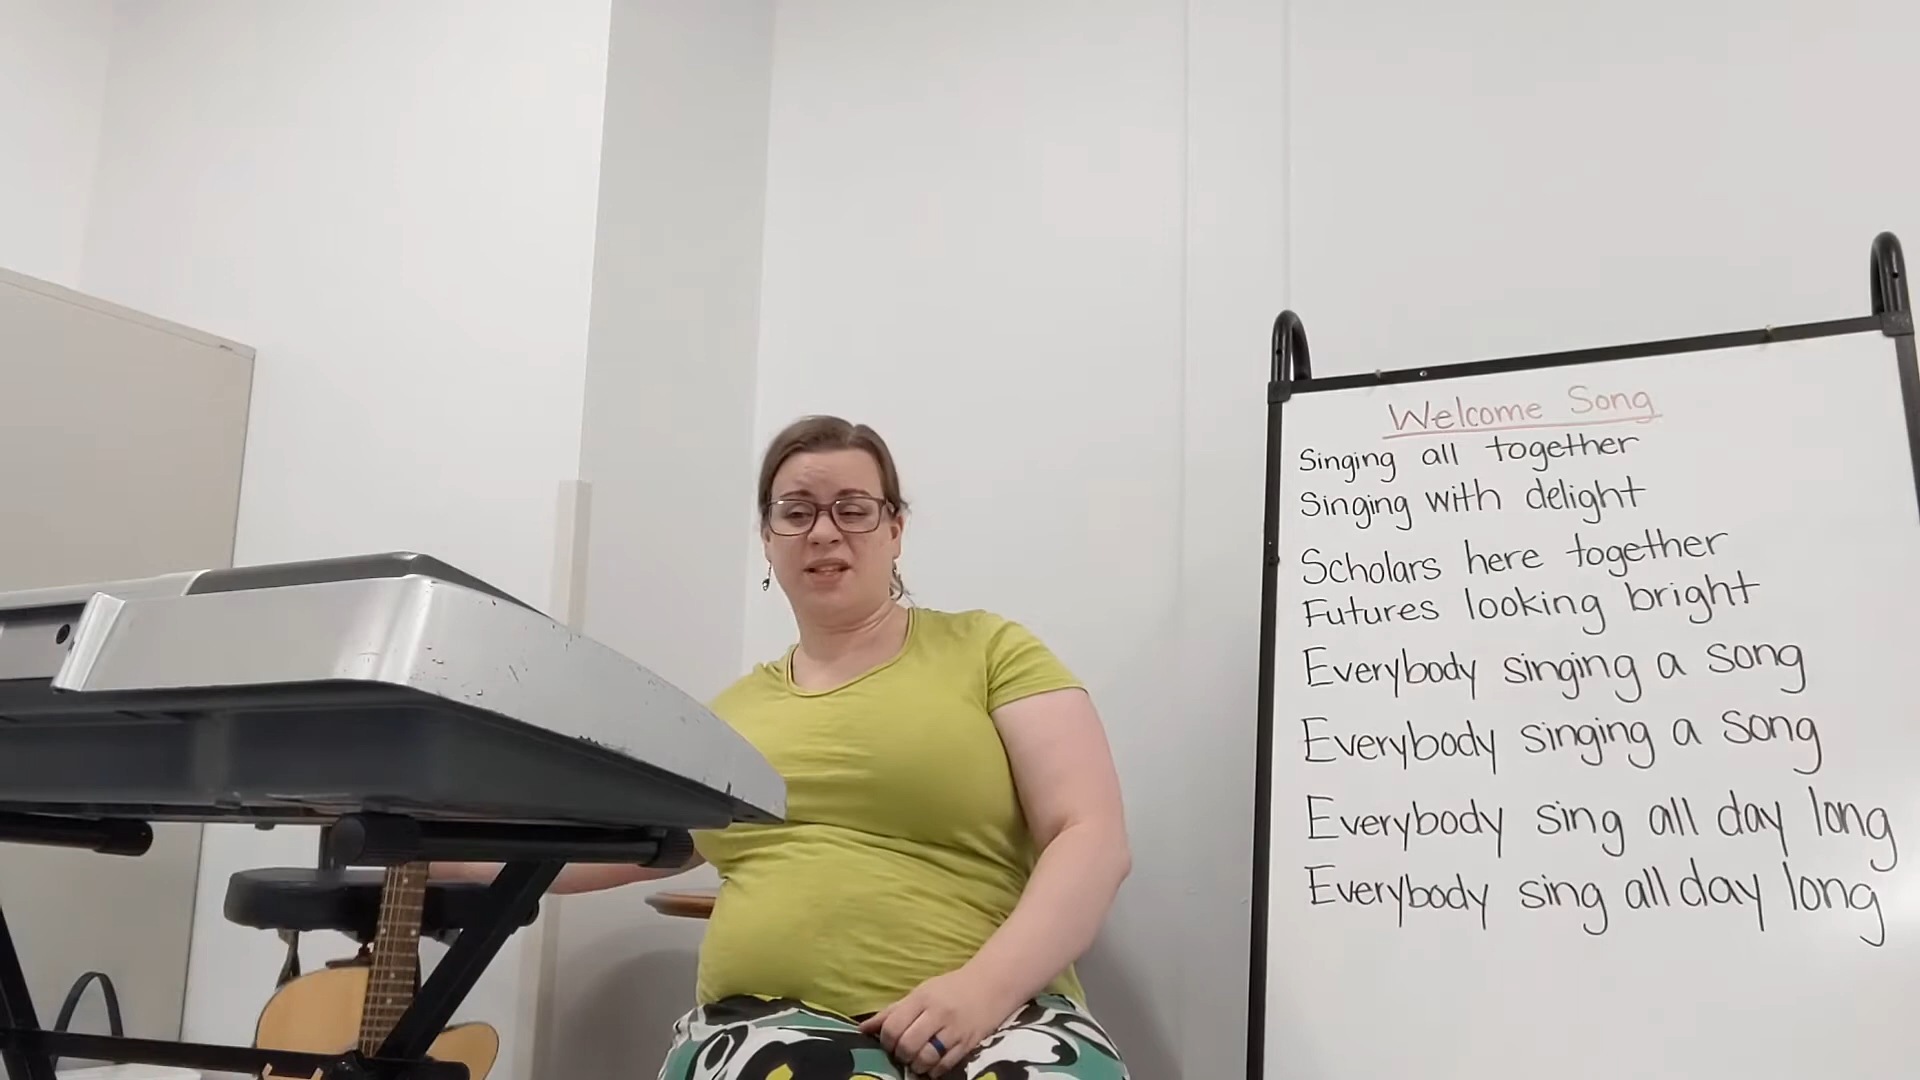 Welcome Song
Singing all together
Singing with delight
Scholars here together
Futures looking bright
Everybody singing a song
Everybody singing a song
Everybody sing all day long
Everybody sing all day long